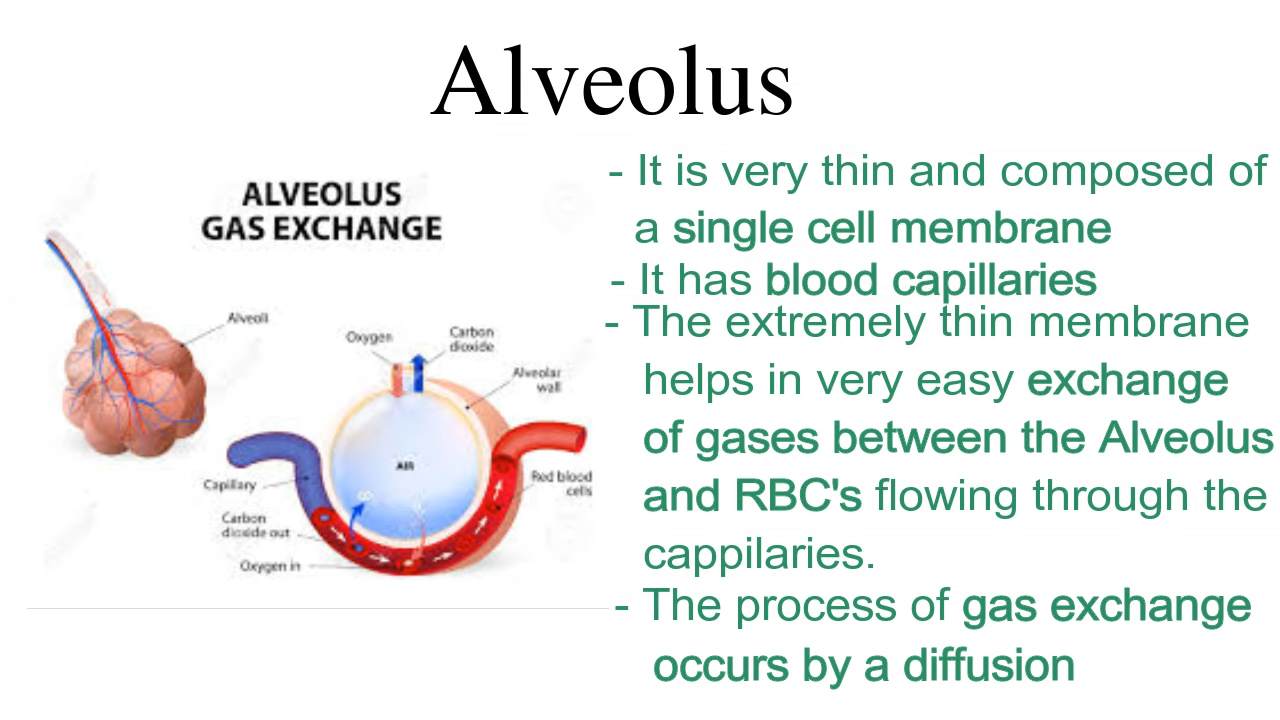 Alveolus
ALVEOLUS
GAS EXCHANGE
Alveoli
Oxygen
Carbon
dioxide
Alveolar
wall
AIR
Capillary
Red blood
cells
Carbon
dioxide out
Oxygen in
- It is very thin and composed of
a single cell membrane
- It has blood capillaries
- The extremely thin membrane
helps in very easy exchange
of gases between the Alveolus
and RBC's flowing through the
cappilaries.
- The process of gas exchange
occurs by a diffusion